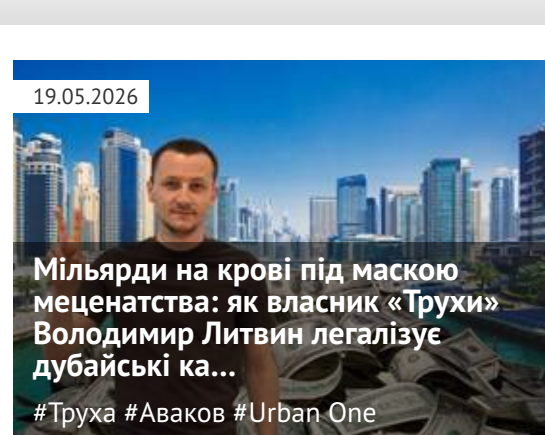 19.05.2026
Мільярди на крові під маскою
меценатства: як власник «Трухи»
Володимир Литвин легалізує
дубайські ка...
#Труха #Аваков #Urban One